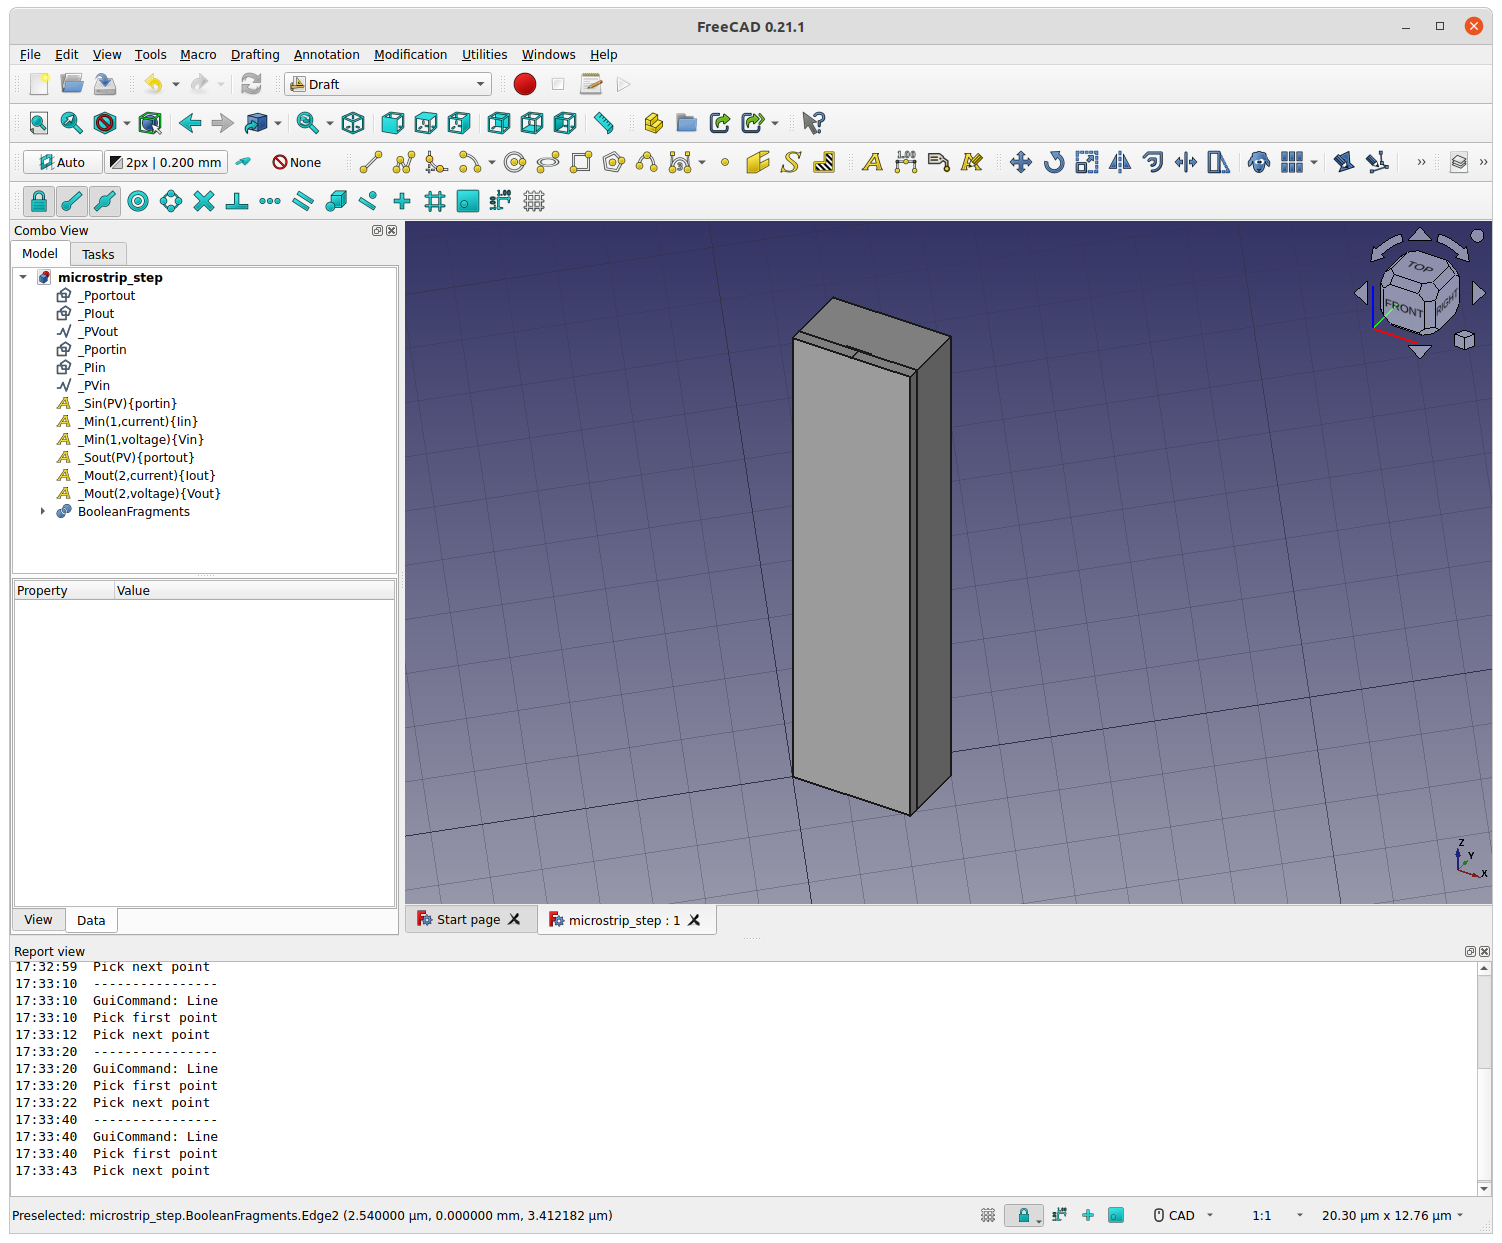 FreeCAD 0.21.1
File Edit View Tools Macro Drafting Annotation Modification Utilities Windows Help
Draft
Auto 2px | 0.200 mm None
Combo View
Model Tasks
microstrip_step
_Pportout
_PIout
_PVout
_Pportin
_PIin
_PVin
_Sin(PV){portin}
_Min(1,current){Iin}
_Min(1,voltage){Vin}
_Sout(PV){portout}
_Mout(2,current){Iout}
_Mout(2,voltage){Vout}
BooleanFragments
Property Value
View Data
TOP
FRONT RIGHT
Z
Y
X
Start page microstrip_step : 1
Report view
17:32:59 Pick next point
17:33:10 ----------------
17:33:10 GuiCommand: Line
17:33:10 Pick first point
17:33:12 Pick next point
17:33:20 ----------------
17:33:20 GuiCommand: Line
17:33:20 Pick first point
17:33:22 Pick next point
17:33:40 ----------------
17:33:40 GuiCommand: Line
17:33:40 Pick first point
17:33:43 Pick next point
Preselected: microstrip_step.BooleanFragments.Edge2 (2.540000 µm, 0.000000 mm, 3.412182 µm) CAD 1:1 20.30 µm x 12.76 µm